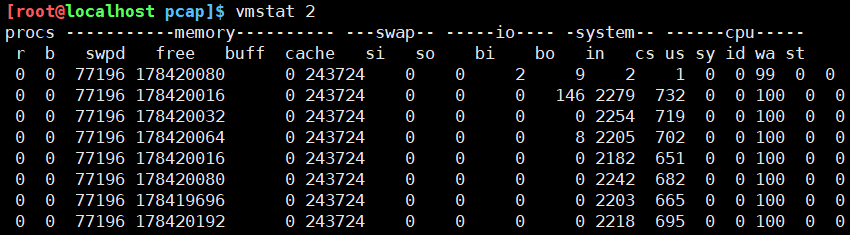 [root@localhost pcap]$ vmstat 2
procs -----------memory---------- ---swap-- -----io---- -system-- ------cpu-----
 r  b   swpd   free   buff  cache   si   so    bi    bo   in   cs us sy id wa st
 0  0  77196 178420080      0 243724    0    0     2     9    2    1  0  0 99  0  0
 0  0  77196 178420016      0 243724    0    0     0   146 2279  732  0  0 100  0  0
 0  0  77196 178420032      0 243724    0    0     0     0 2254  719  0  0 100  0  0
 0  0  77196 178420064      0 243724    0    0     0     8 2205  702  0  0 100  0  0
 0  0  77196 178420016      0 243724    0    0     0     0 2182  651  0  0 100  0  0
 0  0  77196 178420080      0 243724    0    0     0     0 2242  682  0  0 100  0  0
 0  0  77196 178419696      0 243724    0    0     0     0 2203  665  0  0 100  0  0
 0  0  77196 178420192      0 243724    0    0     0     0 2218  695  0  0 100  0  0